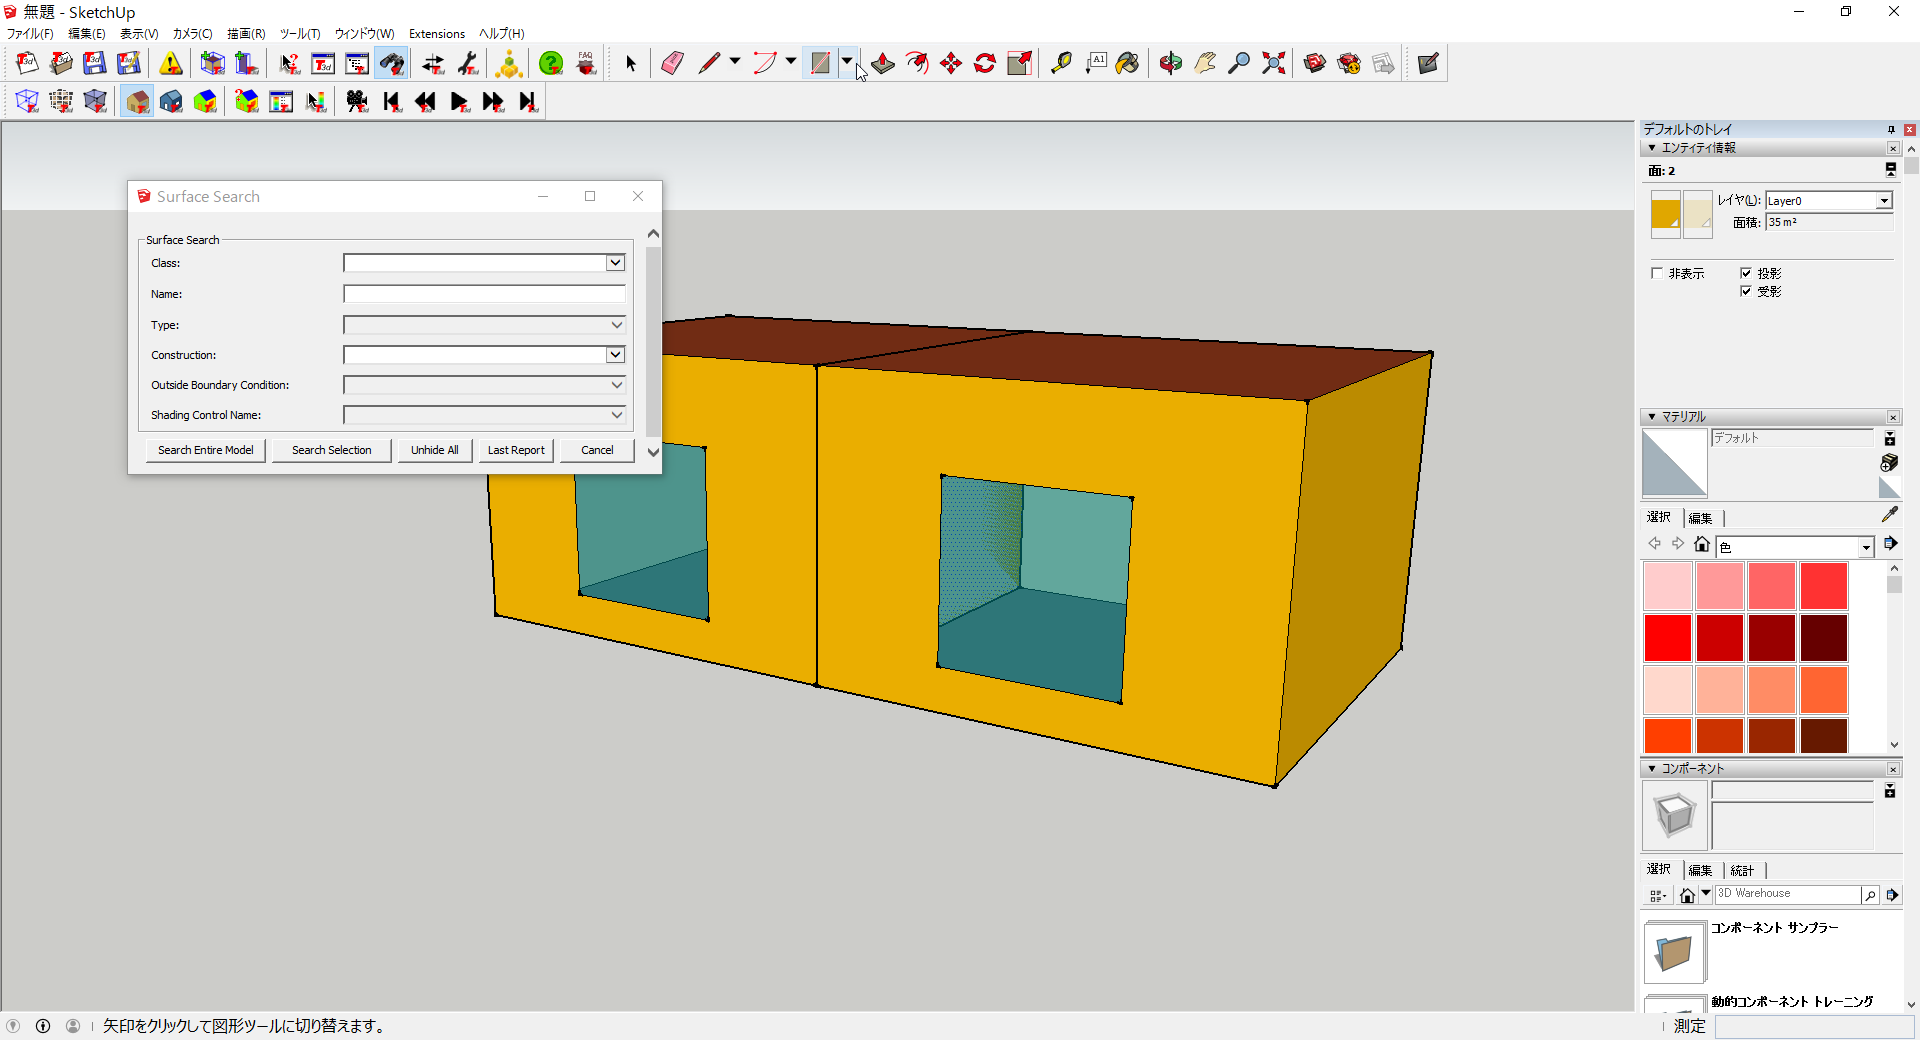 無題 - SketchUp
ファイル(F) 編集(E) 表示(V) カメラ(C) 描画(R) ツール(T) ウィンドウ(W) Extensions ヘルプ(H)
FAQ
A1
デフォルトのトレイ
エンティティ情報
面: 2
レイヤ(L): Layer0
面積: 35 m²
非表示 投影
受影
Surface Search
Surface Search
Class:
Name:
Type:
Construction:
Outside Boundary Condition:
Shading Control Name:
Search Entire Model Search Selection Unhide All Last Report Cancel
マテリアル
デフォルト
選択 編集
色
コンポーネント
選択 編集 統計
3D Warehouse
コンポーネント サンプラー
動的コンポーネント トレーニング
矢印をクリックして図形ツールに切り替えます。
測定